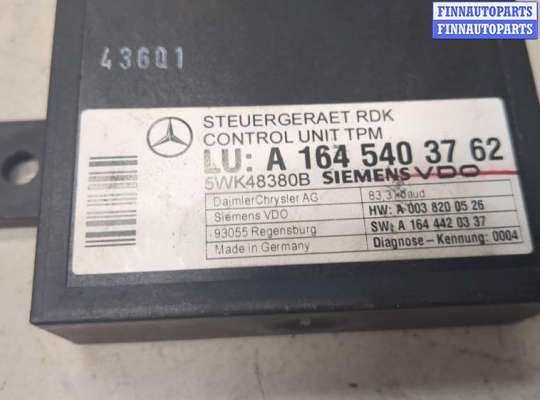 FINNAUTOPARTS
FINNAUTOPARTS
436Q1
STEUERGERAET RDK
CONTROL UNIT TPM
LU: A 164 540 37 62
5WK48380B SIEMENS VDO
DaimlerChrysler AG
Siemens VDO
93055 Regensburg
Made in Germany
83,3 kBaud
HW: A 003 820 05 26
SW: A 164 442 03 37
Diagnose - Kennung: 0004